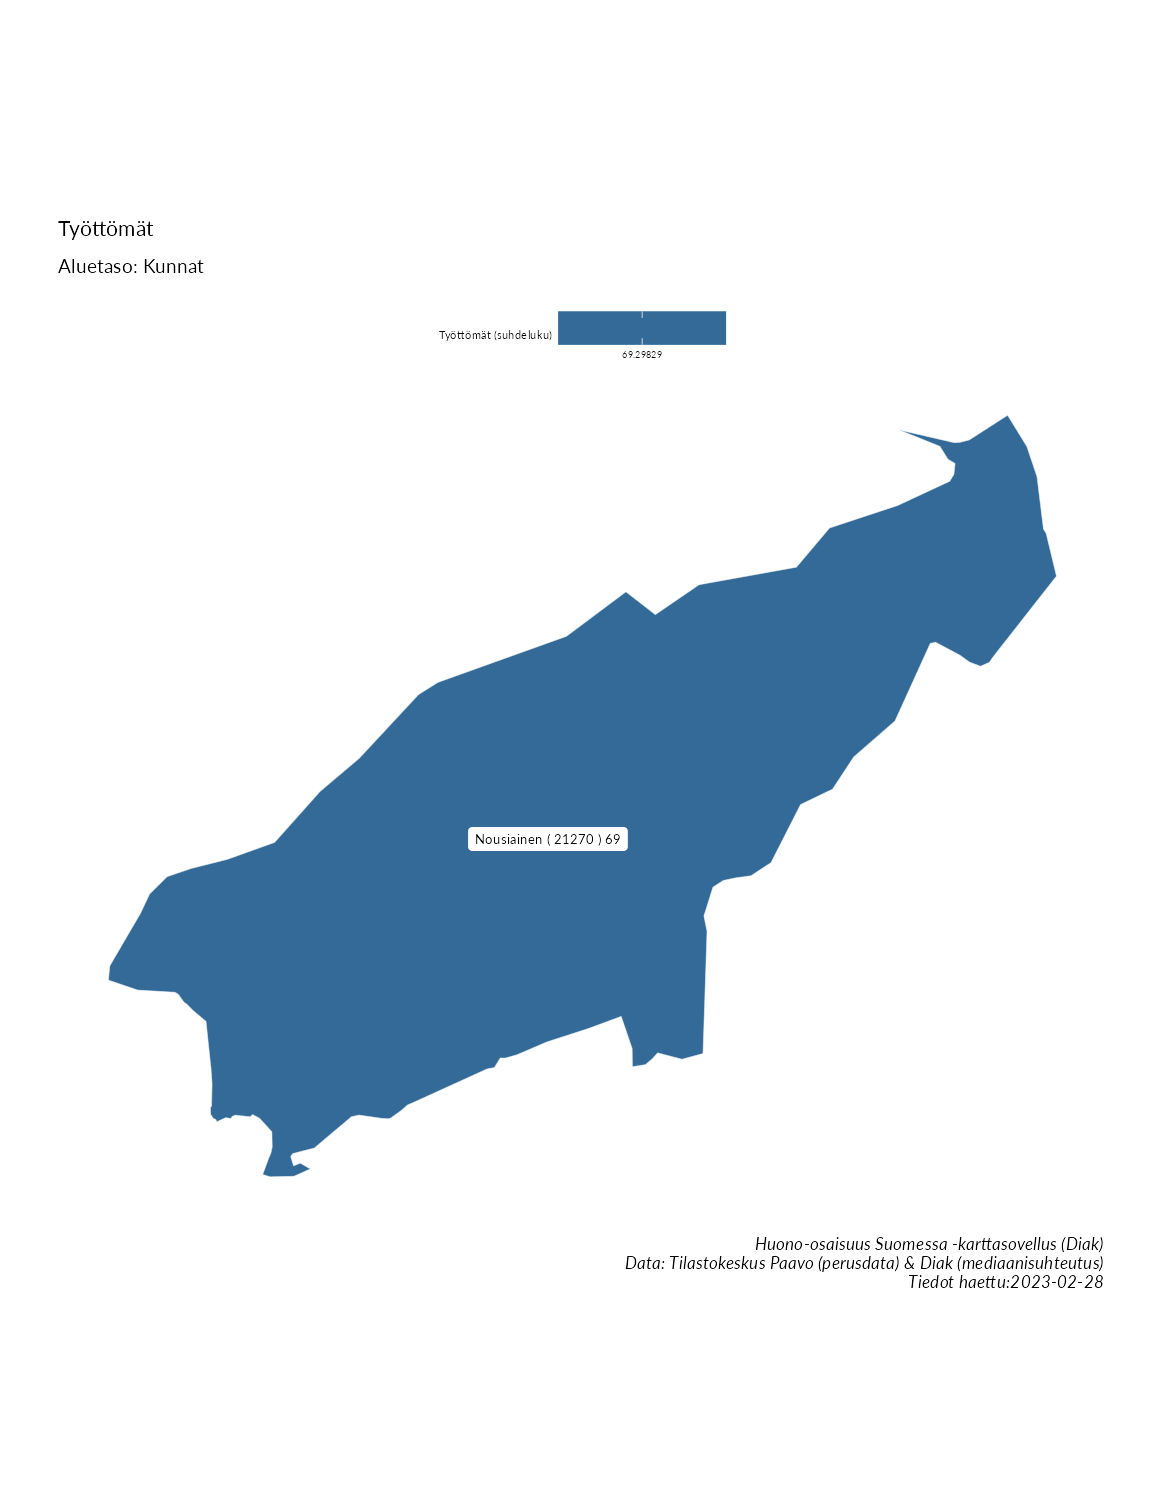 Työttömät
Aluetaso: Kunnat
Työttömät (suhdeluku)
69.29829
Nousiainen ( 21270 ) 69
Huono-osaisuus Suomessa -karttasovellus (Diak)
Data: Tilastokeskus Paavo (perusdata) & Diak (mediaanisuhteutus)
Tiedot haettu:2023-02-28